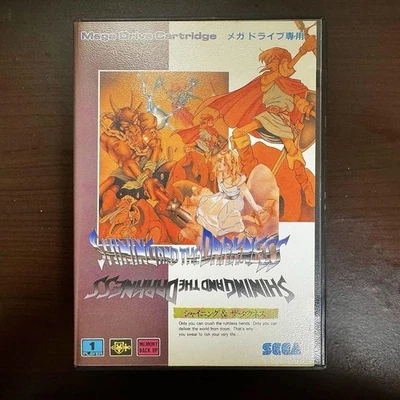 Mega Drive Cartridge メガドライブ専用
SHINING AND THE DARKNESS
SHINING AND THE DARKNESS
シャイニング&ザ・ダクネス
Only you can crush the ruthless fiends. Only you can
deliver the world from doom. That's why
you swear to risk your very life...
1
PLAYER
MEMORY
BACK UP
SEGA